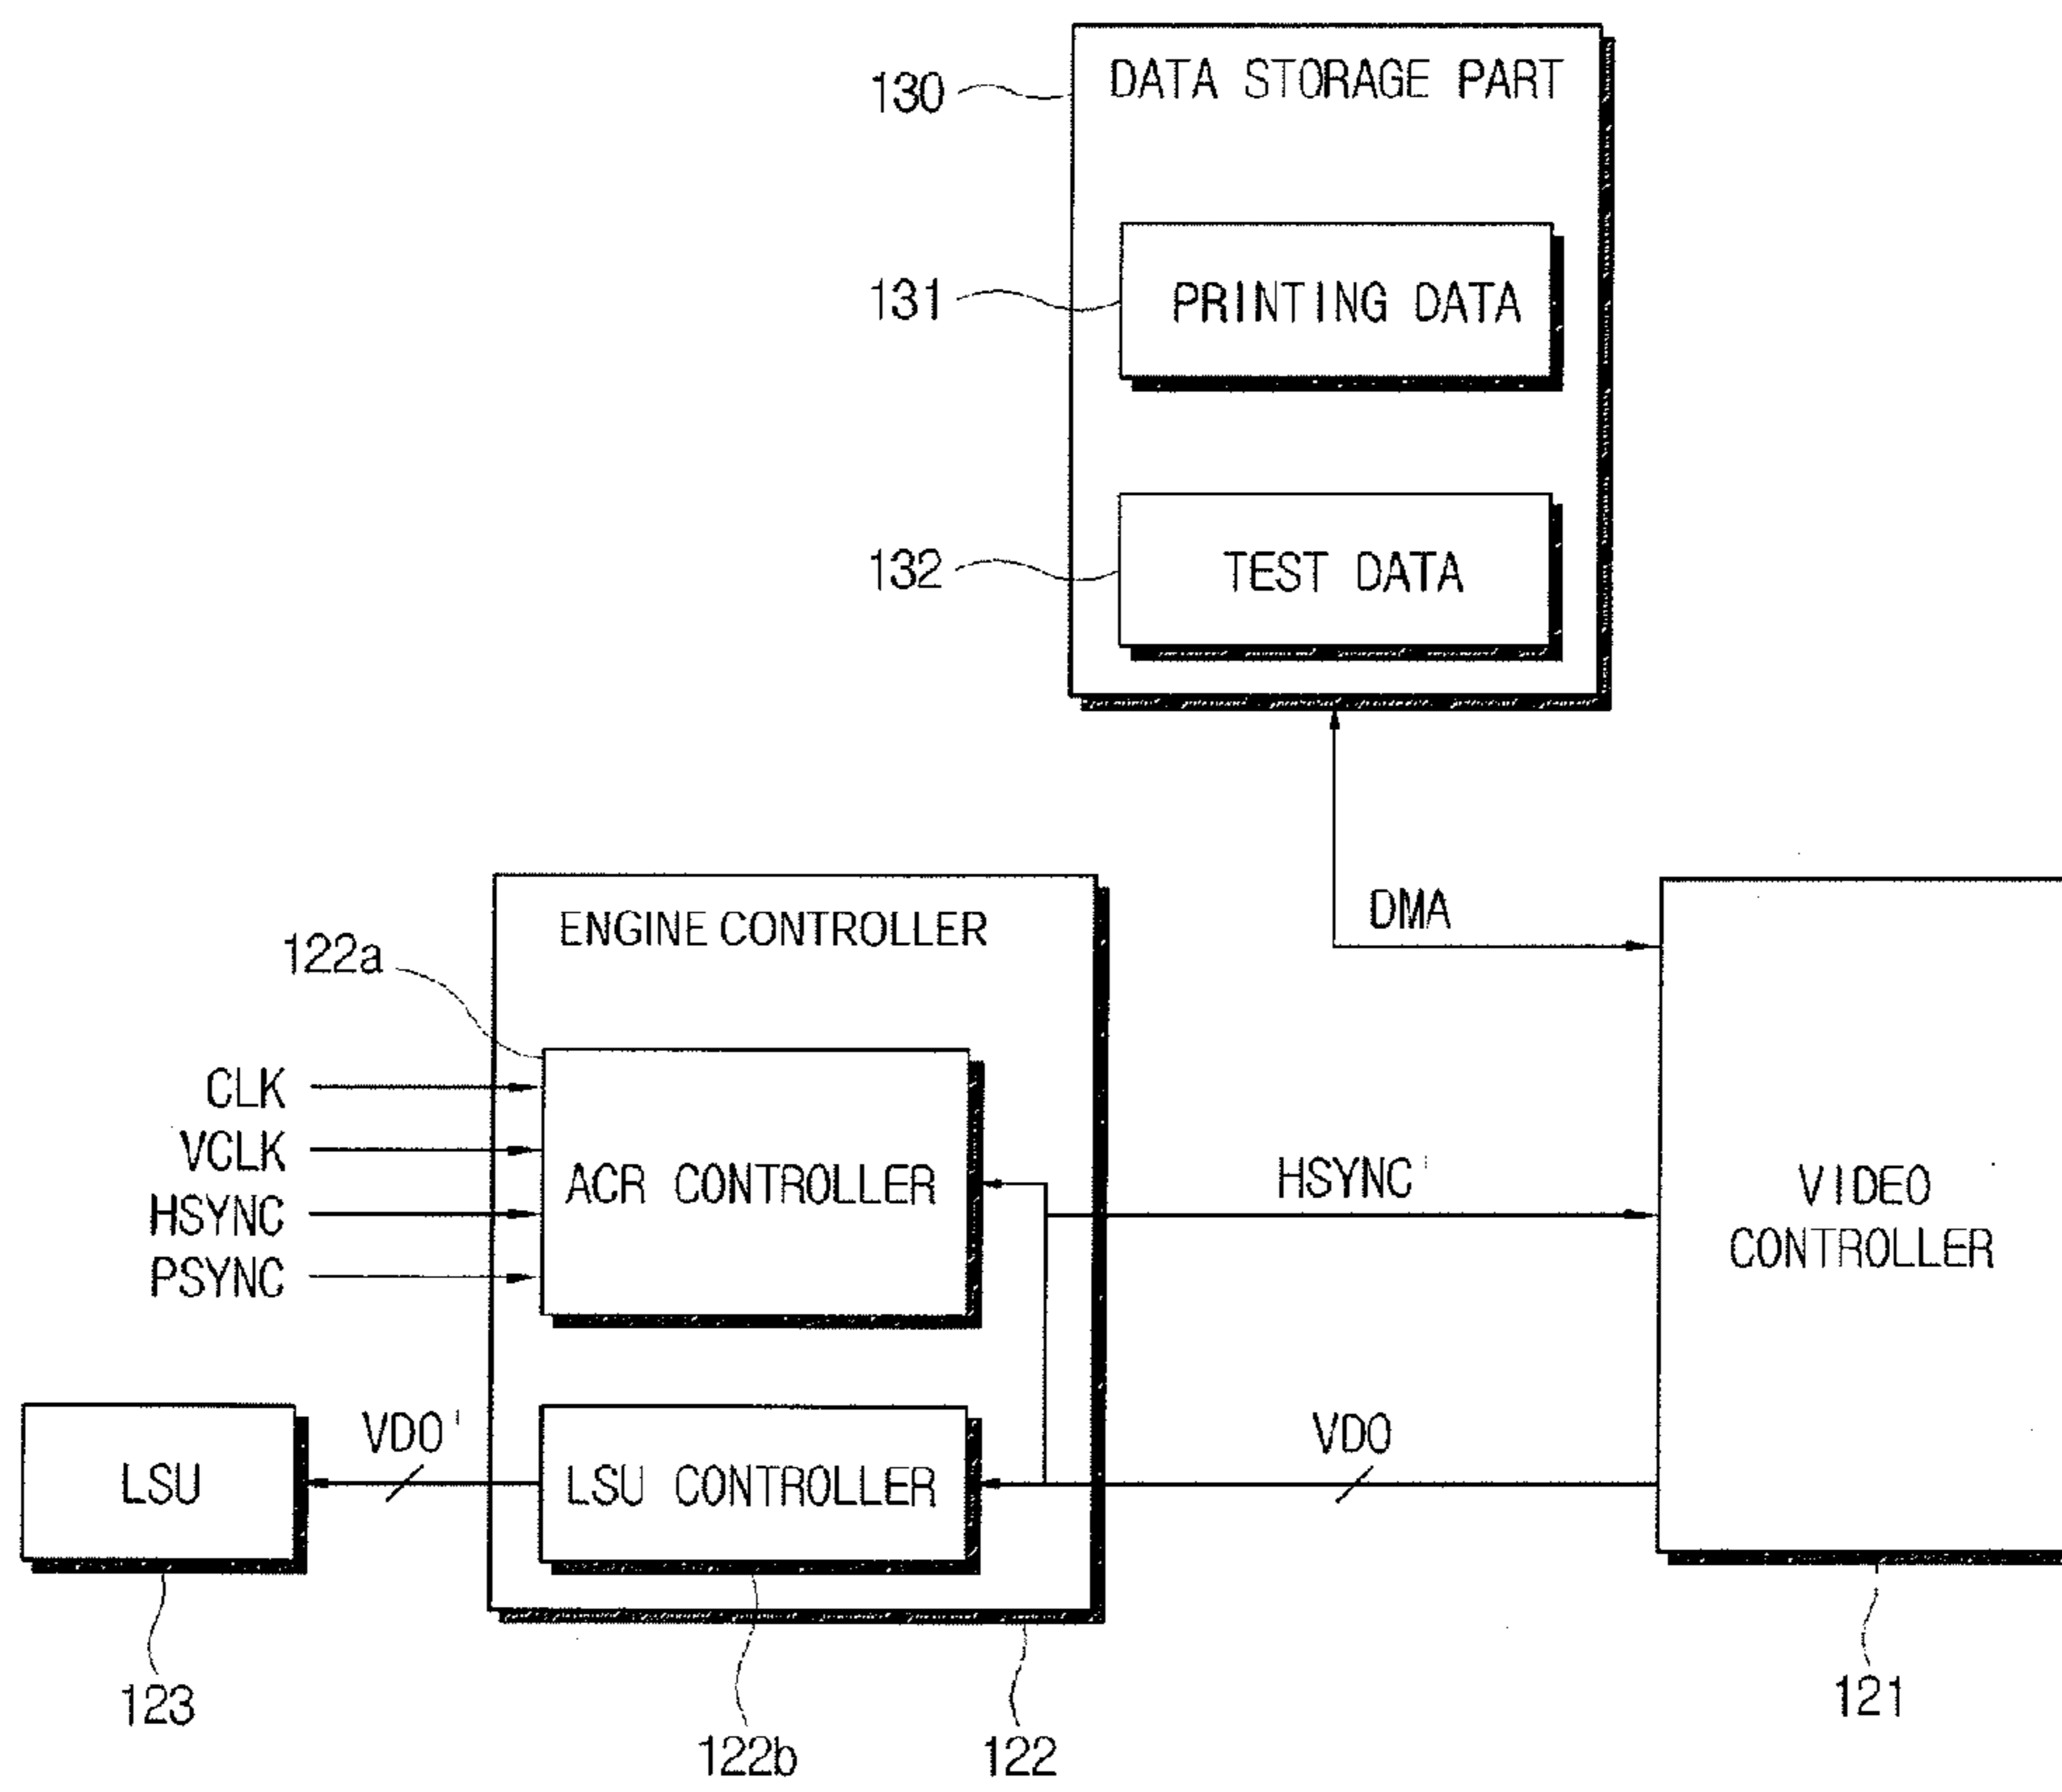 130
DATA STORAGE PART
131
PRINTING DATA
132
TEST DATA
DMA
ENGINE CONTROLLER
122a
CLK
VCLK
HSYNC
PSYNC
ACR CONTROLLER
HSYNC'
VIDEO
CONTROLLER
LSU
VDO'
LSU CONTROLLER
VDO
123
122b
122
121